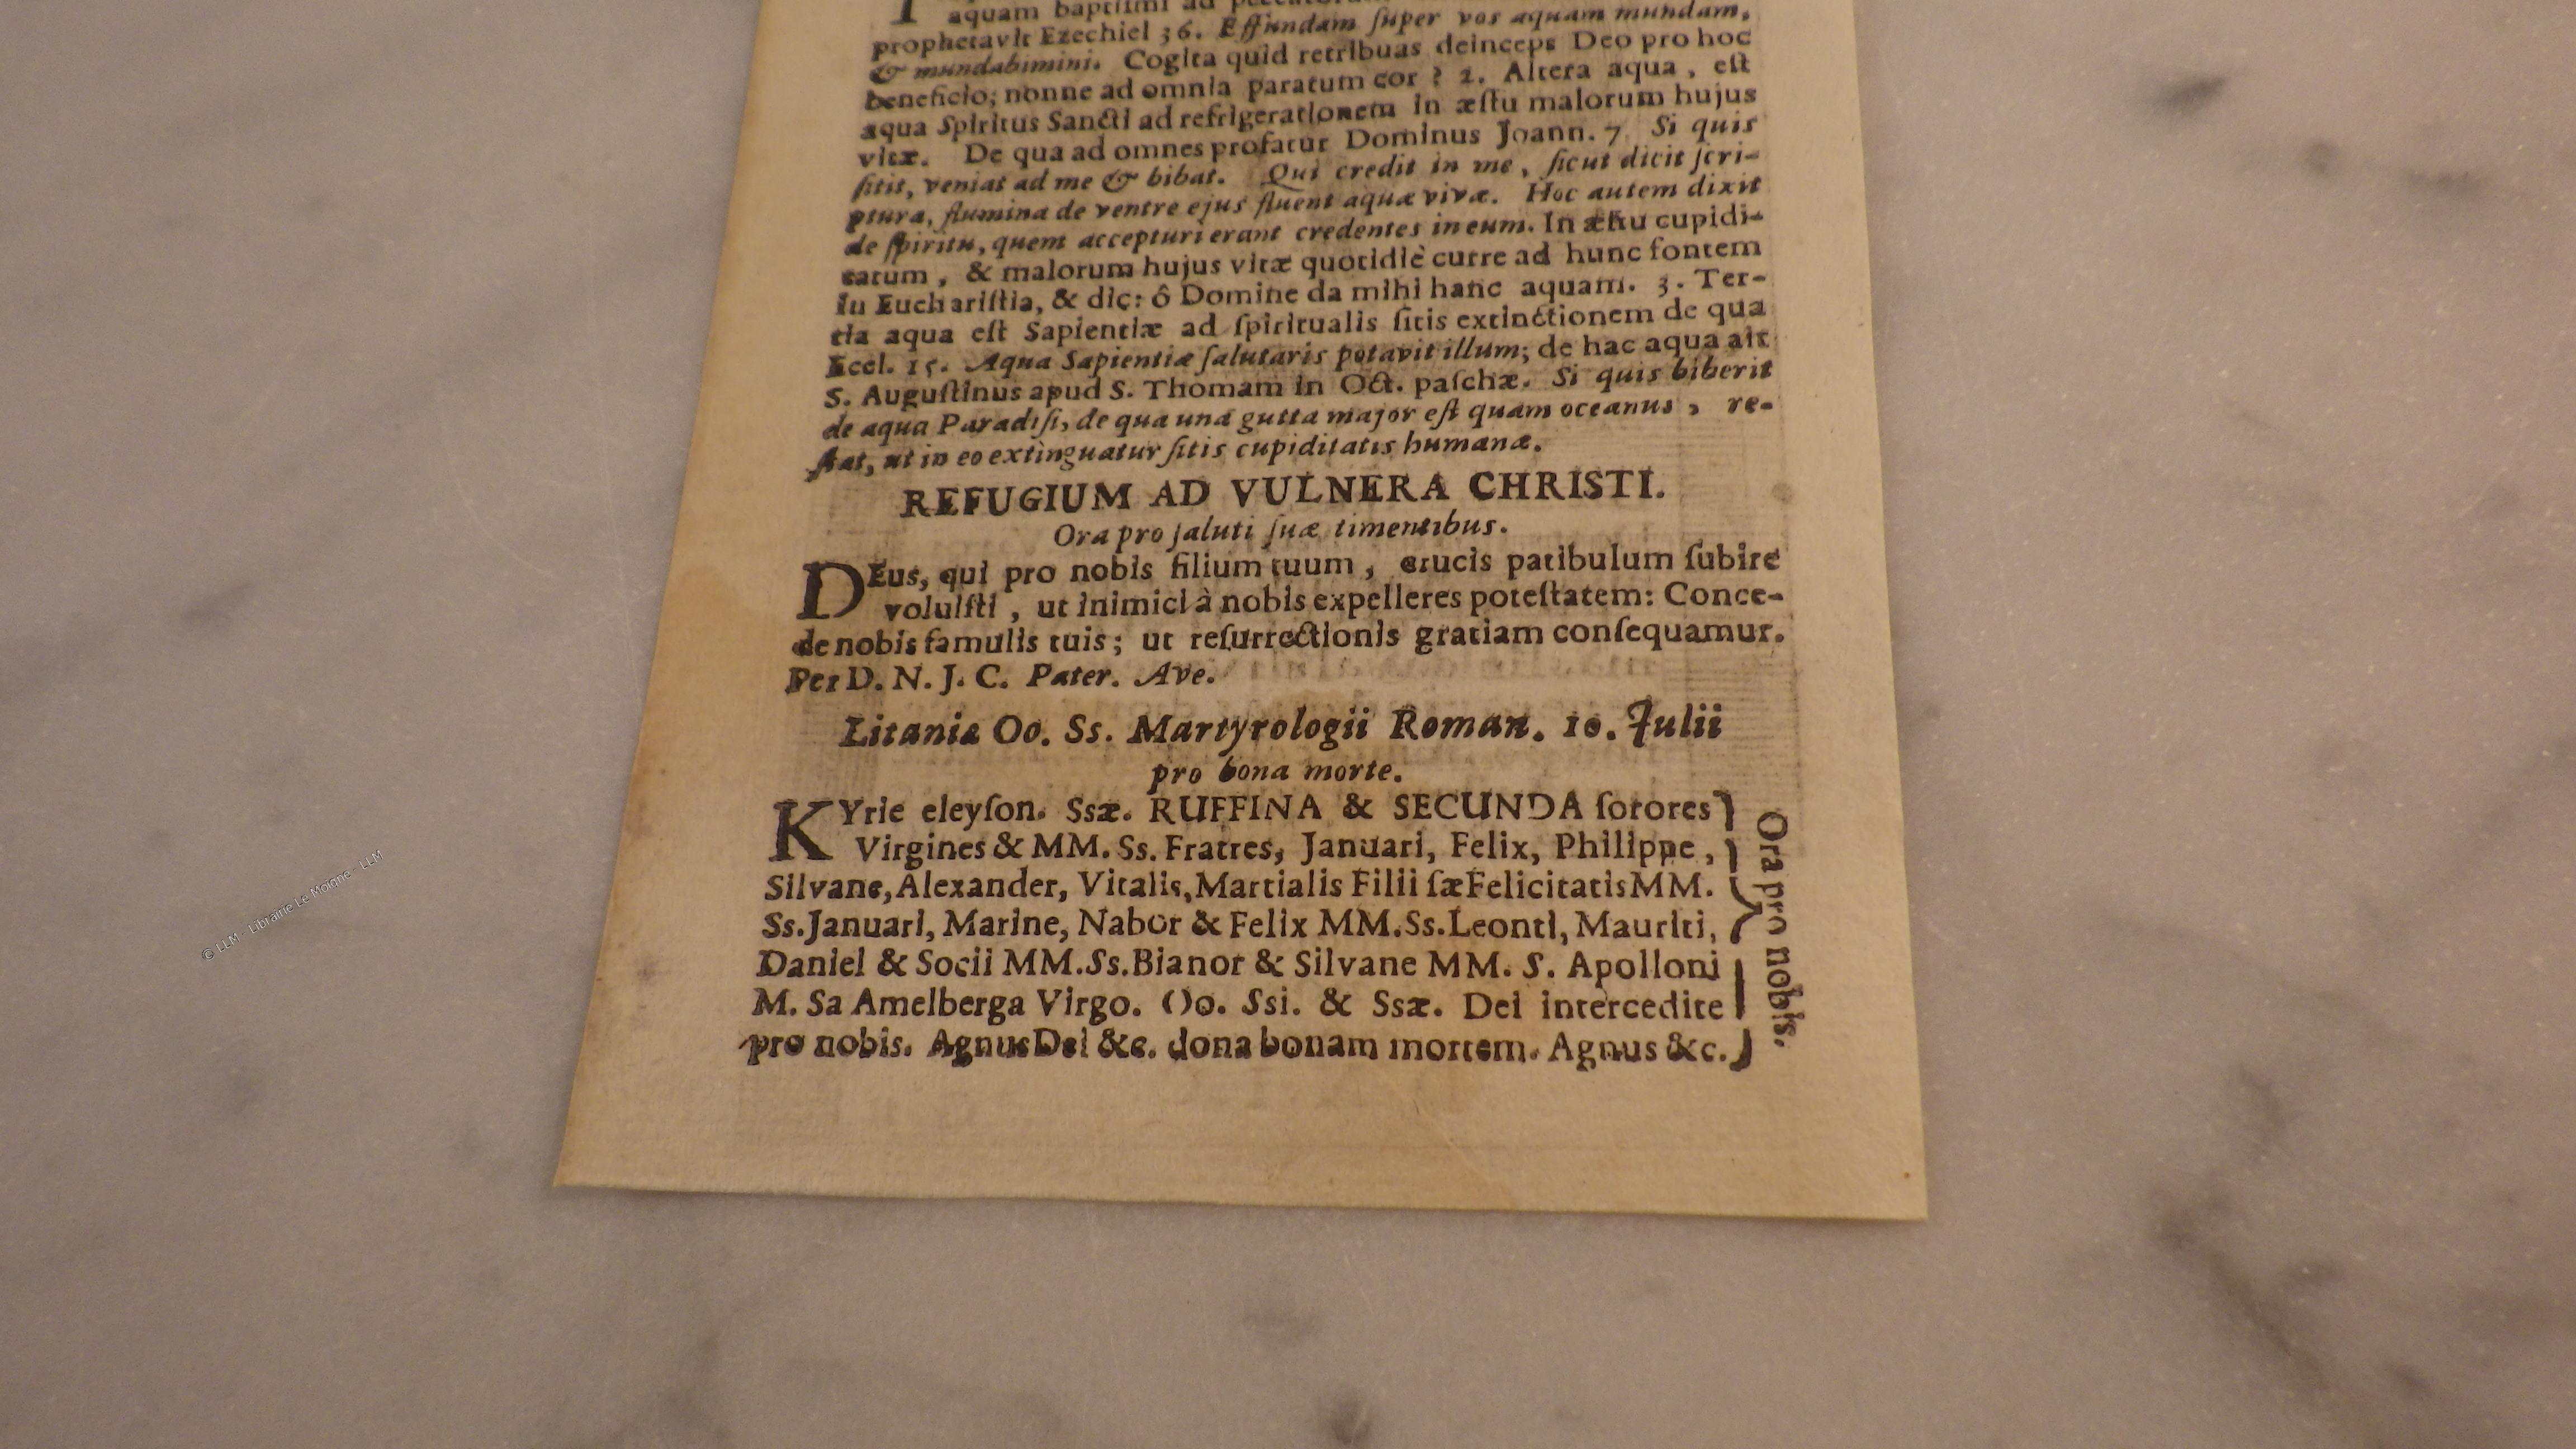 aquam baptismi ad
prophetavit Ezechiel 36. Effundam ſuper vos aquam mundam,
& mundabimini. Cogita quid retribuas deinceps Deo pro hoc
beneficio; nonne ad omnia paratum cor ? 2. Altera aqua , eſt
aqua Spiritus Sancti ad refrigerationem in æſtu malorum hujus
vitæ. De qua ad omnes profatur Dominus Joann. 7 Si quis
ſitit, veniat ad me & bibat. Qui credit in me , ſicut dicit ſcri-
ptura, flumina de ventre ejus fluent aquæ vivæ. Hoc autem dixit
de ſpiritu, quem accepturi erant credentes in eum. In æſtu cupidi-
tatum , & malorum hujus vitæ quotidiè curre ad hunc fontem
In Euchariſtia, & dic: ô Domine da mihi hanc aquam. 3. Ter-
tia aqua eſt Sapientiæ ad ſpiritualis ſitis extinctionem de qua
Eccl. 15. Aqua Sapientiæ ſalutaris potavit illum; de hac aqua ait
S. Auguſtinus apud S. Thomam in Oct. paſchæ. Si quis biberit
de aqua Paradiſi, de qua una gutta major eſt quam oceanus , re-
ſtat, ut in eo extinguatur ſitis cupiditatis humanæ.
REFUGIUM AD VULNERA CHRISTI.
Ora pro ſaluti ſuæ timentibus.
DEus, qui pro nobis filium tuum , crucis patibulum ſubire
voluiſti , ut inimici à nobis expelleres poteſtatem: Conce-
de nobis famulis tuis ; ut reſurrectionis gratiam conſequamur.
Per D. N. J. C. Pater. Ave.
Litaniæ Oo. Ss. Martyrologii Roman. 10. Julii
pro bona morte.
KYrie eleyſon. Ssæ. RUFFINA & SECUNDA ſorores
Virgines & MM. Ss. Fratres, Januari, Felix, Philippe ,
Silvane, Alexander, Vitalis, Martialis Filii ſæ Felicitatis MM.
Ss. Januari, Marine, Nabor & Felix MM. Ss. Leonti, Mauriti,
Daniel & Socii MM. Ss. Bianor & Silvane MM. S. Apolloni
M. Sa Amelberga Virgo. Oo. Ssi. & Ssæ. Dei intercedite
pro nobis. Agnus Dei &c. dona bonam mortem. Agnus &c.
Ora pro nobis.
© LLM - Librairie Le Moigne - LLM